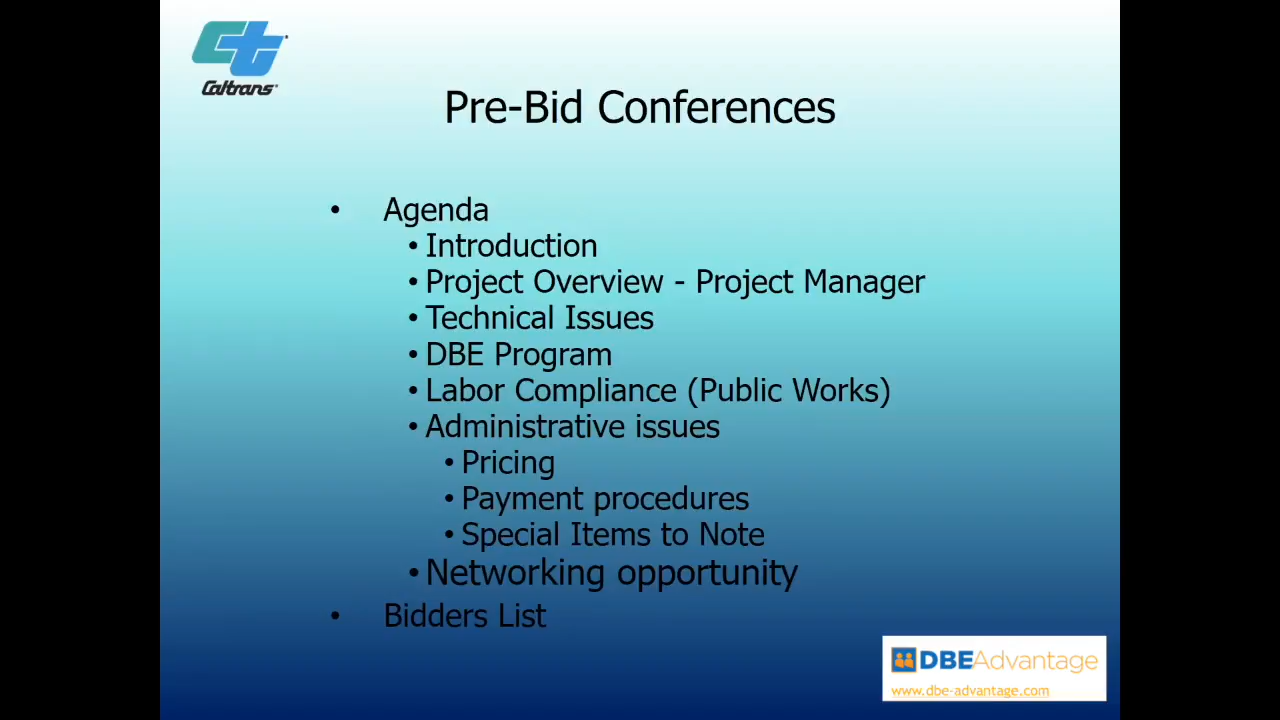 Caltrans
Pre-Bid Conferences
• Agenda
• Introduction
• Project Overview - Project Manager
• Technical Issues
• DBE Program
• Labor Compliance (Public Works)
• Administrative issues
• Pricing
• Payment procedures
• Special Items to Note
• Networking opportunity
• Bidders List
DBEAdvantage
www.dbe-advantage.com